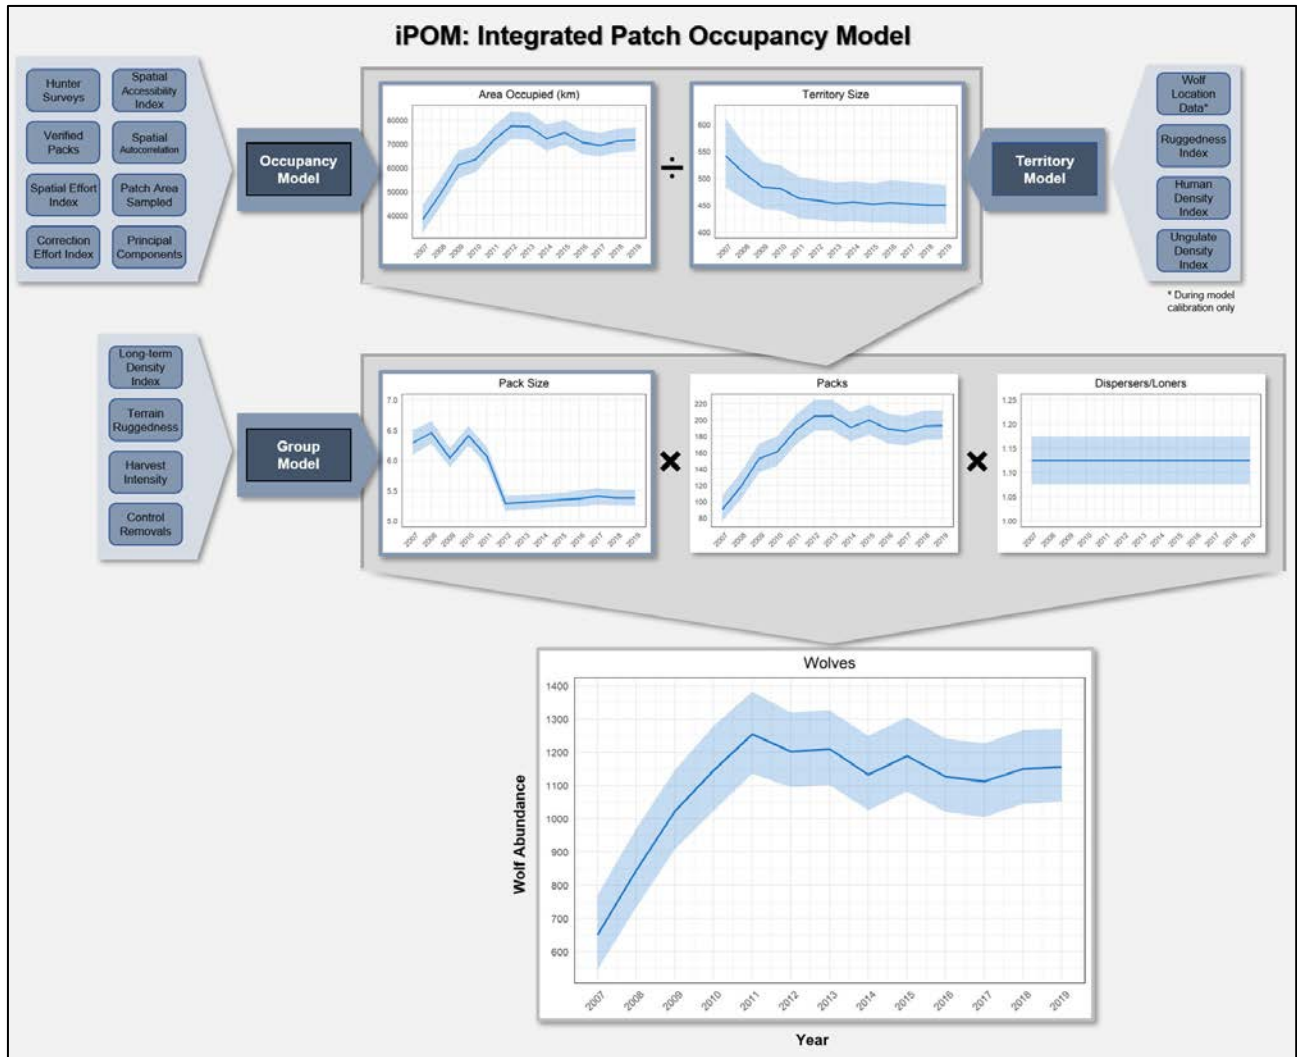 iPOM: Integrated Patch Occupancy Model
Hunter
Surveys
Spatial
Accessibility
Index
Verified
Packs
Spatial
Autocorrelation
Spatial Effort
Index
Patch Area
Sampled
Correction
Effort Index
Principal
Components
Occupancy
Model
Area Occupied (km)
80000
70000
60000
50000
40000
2007
2008
2009
2010
2011
2012
2013
2014
2015
2016
2017
2018
2019
÷
Territory Size
600
550
500
450
400
2007
2008
2009
2010
2011
2012
2013
2014
2015
2016
2017
2018
2019
Territory
Model
Wolf
Location
Data*
Ruggedness
Index
Human
Density
Index
Ungulate
Density
Index
* During model
calibration only
Long-term
Density
Index
Terrain
Ruggedness
Harvest
Intensity
Control
Removals
Group
Model
Pack Size
7.0
6.5
6.0
5.5
5.0
2007
2008
2009
2010
2011
2012
2013
2014
2015
2016
2017
2018
2019
×
Packs
220
200
180
160
140
120
100
80
2007
2008
2009
2010
2011
2012
2013
2014
2015
2016
2017
2018
2019
×
Dispersers/Loners
1.25
1.20
1.15
1.10
1.05
1.00
2007
2008
2009
2010
2011
2012
2013
2014
2015
2016
2017
2018
2019
Wolves
Wolf Abundance
1400
1300
1200
1100
1000
900
800
700
600
2007
2008
2009
2010
2011
2012
2013
2014
2015
2016
2017
2018
2019
Year